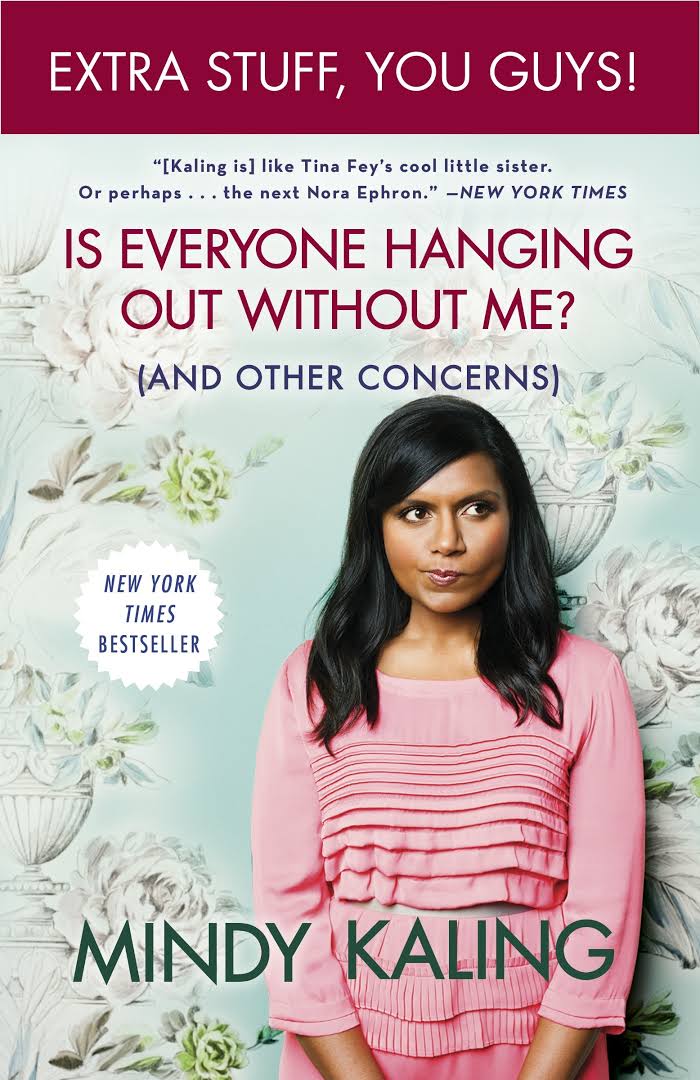 EXTRA STUFF, YOU GUYS!
“[Kaling is] like Tina Fey’s cool little sister.
Or perhaps . . . the next Nora Ephron.” —NEW YORK TIMES
IS EVERYONE HANGING
OUT WITHOUT ME?
(AND OTHER CONCERNS)
NEW YORK
TIMES
BESTSELLER
MINDY KALING